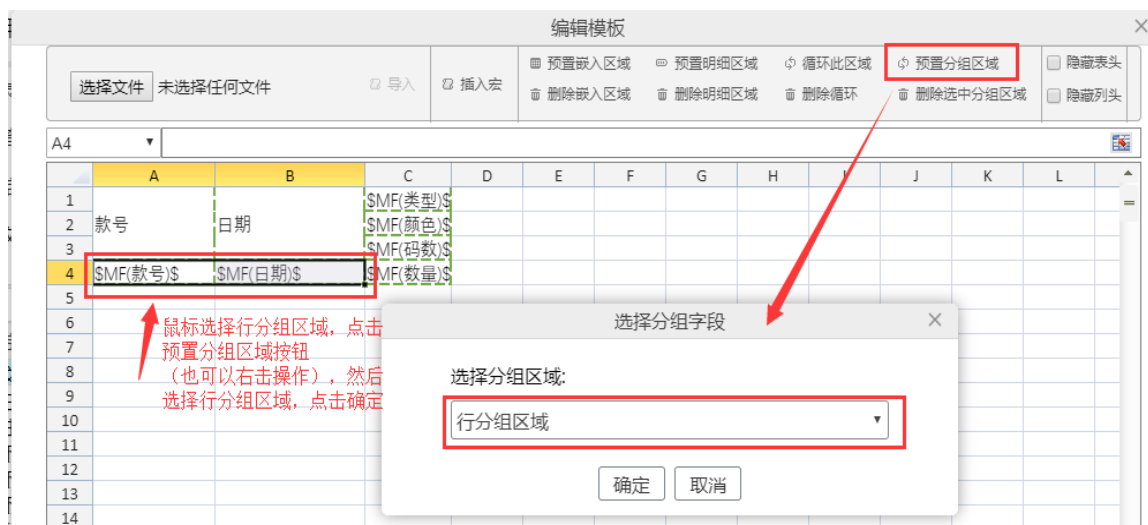 编辑模板
选择文件 未选择任何文件
导入
插入宏
预置嵌入区域 预置明细区域 循环此区域 预置分组区域
删除嵌入区域 删除明细区域 删除循环 删除选中分组区域
隐藏表头
隐藏列头
A4
A B C D E F G H I J K L
1 $MF(类型)$
2 款号 日期 $MF(颜色)$
3 $MF(码数)$
4 $MF(款号)$ $MF(日期)$ $MF(数量)$
5
6
7
8
9
10
11
12
13
14
鼠标选择行分组区域，点击
预置分组区域按钮
（也可以右击操作），然后
选择行分组区域，点击确定
选择分组字段
选择分组区域:
行分组区域
确定 取消